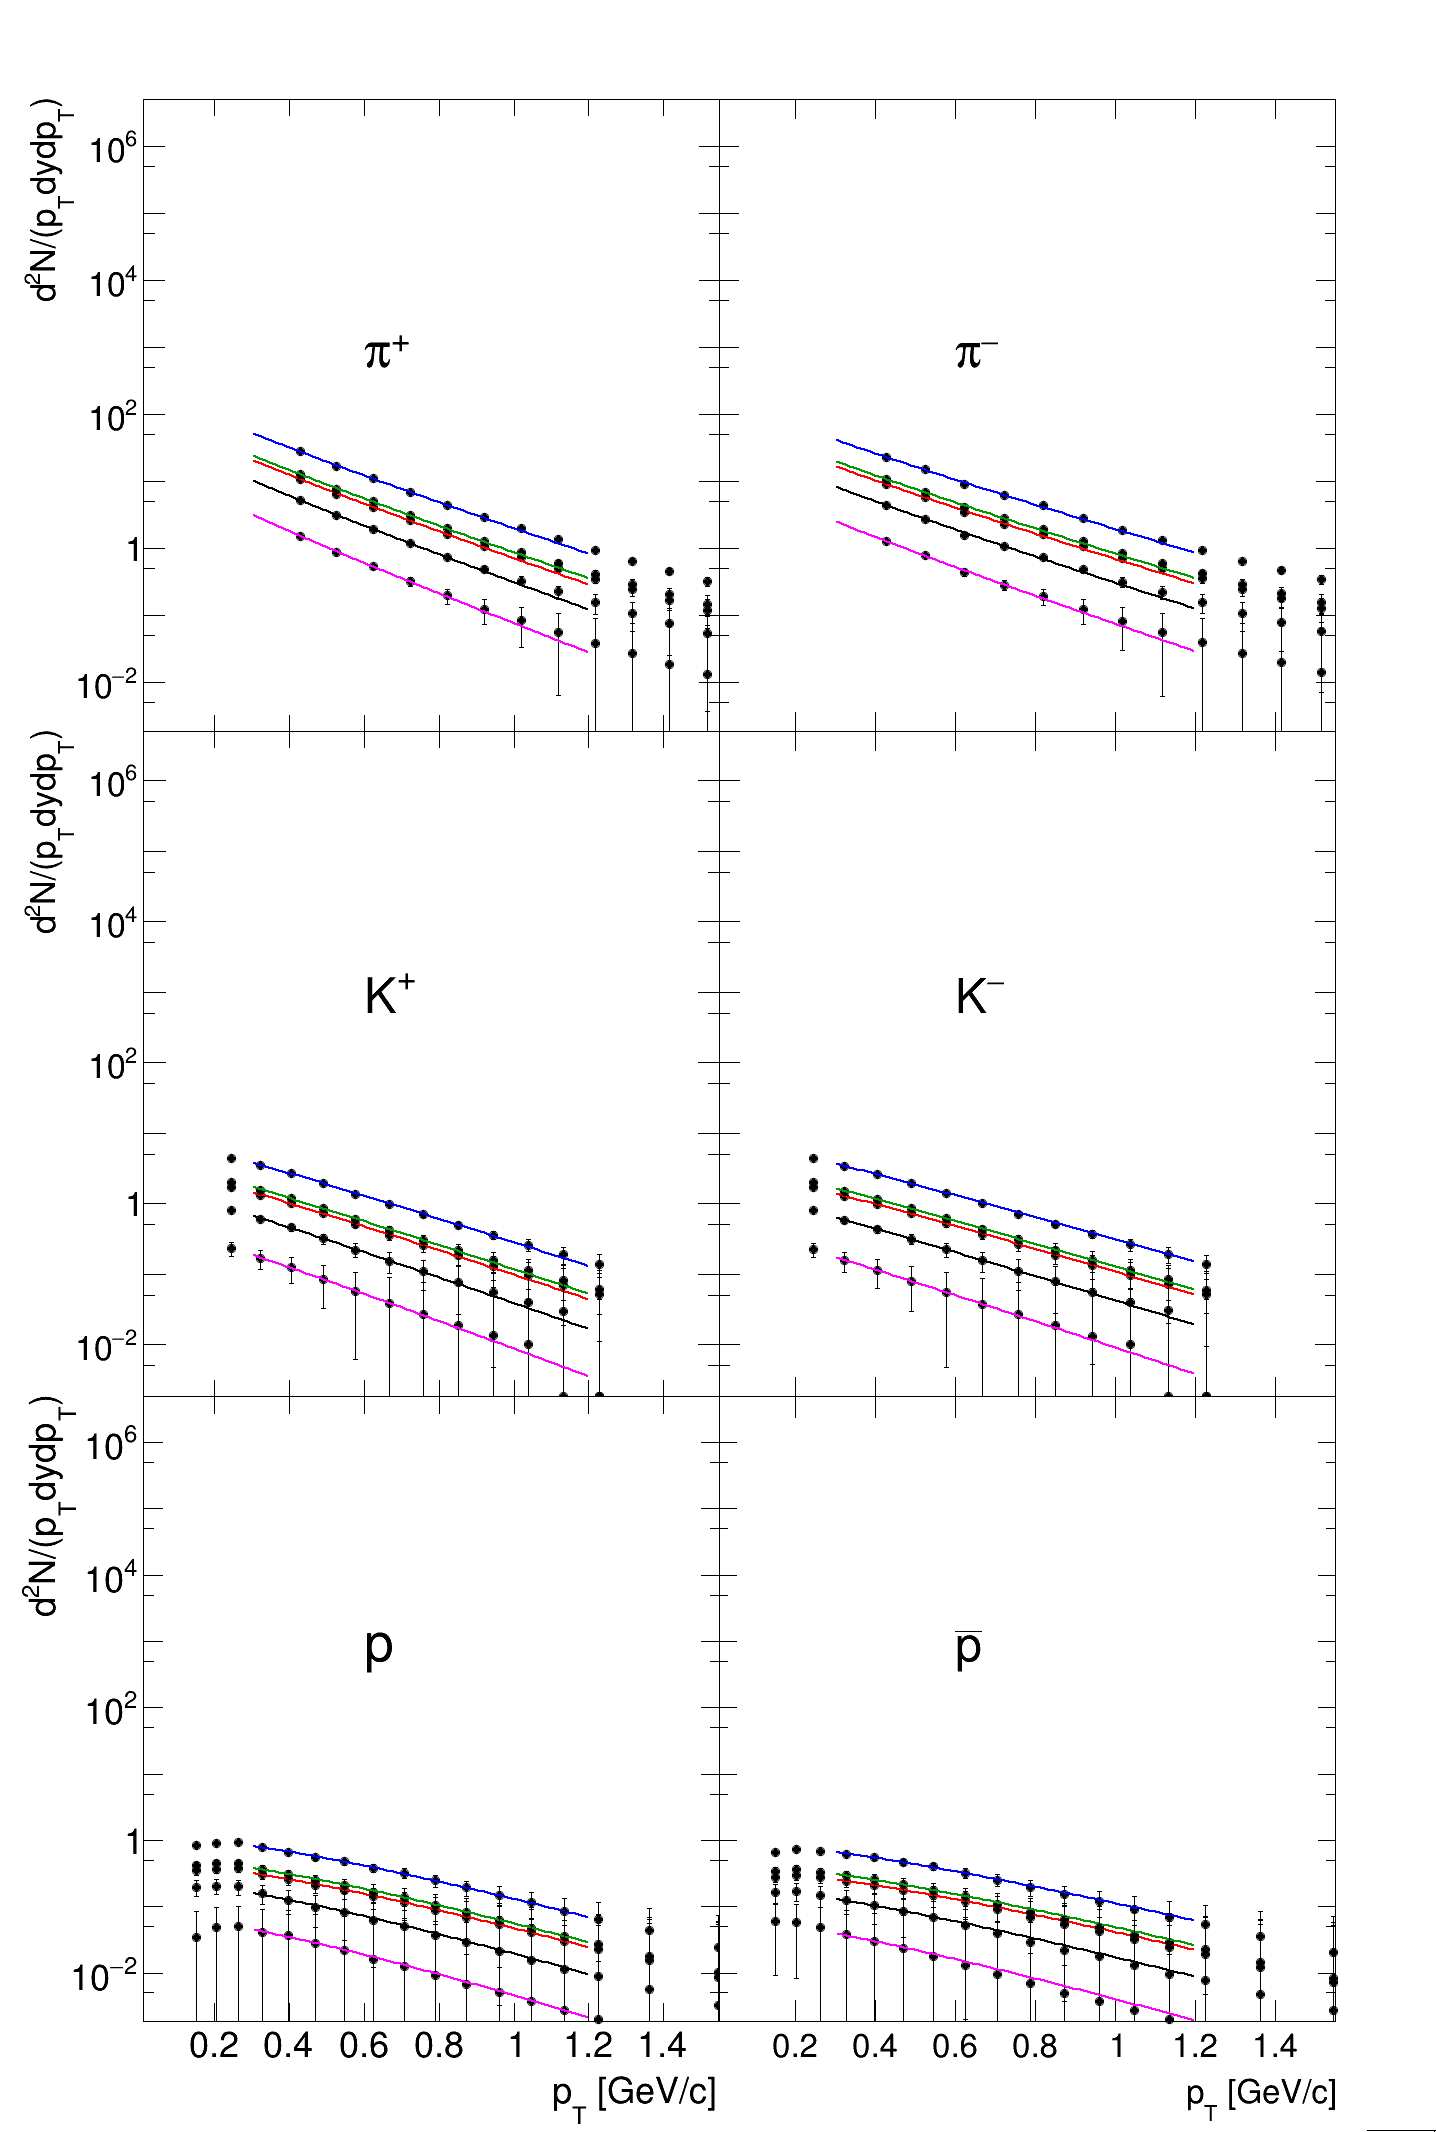 d²N/(p_T dydp_T)
10⁶
10⁴
10²
1
10⁻²
π⁺
π⁻
d²N/(p_T dydp_T)
10⁶
10⁴
10²
1
10⁻²
K⁺
K⁻
d²N/(p_T dydp_T)
10⁶
10⁴
10²
1
10⁻²
p
p̅
0.2 0.4 0.6 0.8 1 1.2 1.4
0.2 0.4 0.6 0.8 1 1.2 1.4
p_T [GeV/c]
p_T [GeV/c]